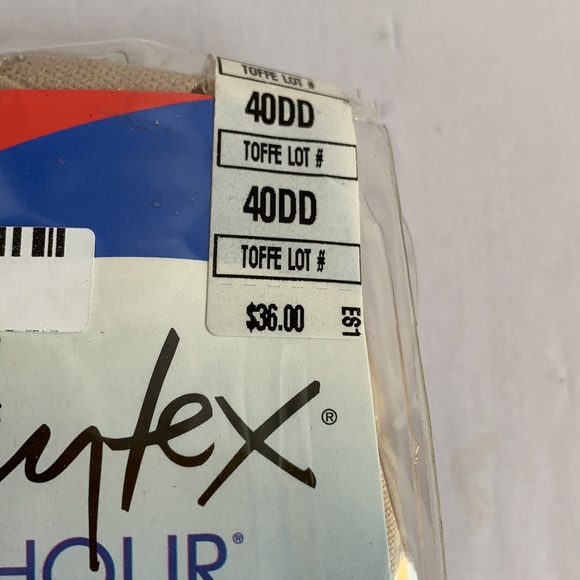 TOFFE LOT #
40DD
TOFFE LOT #
40DD
TOFFE LOT #
$36.00
ES1
ytex®
HOUR®